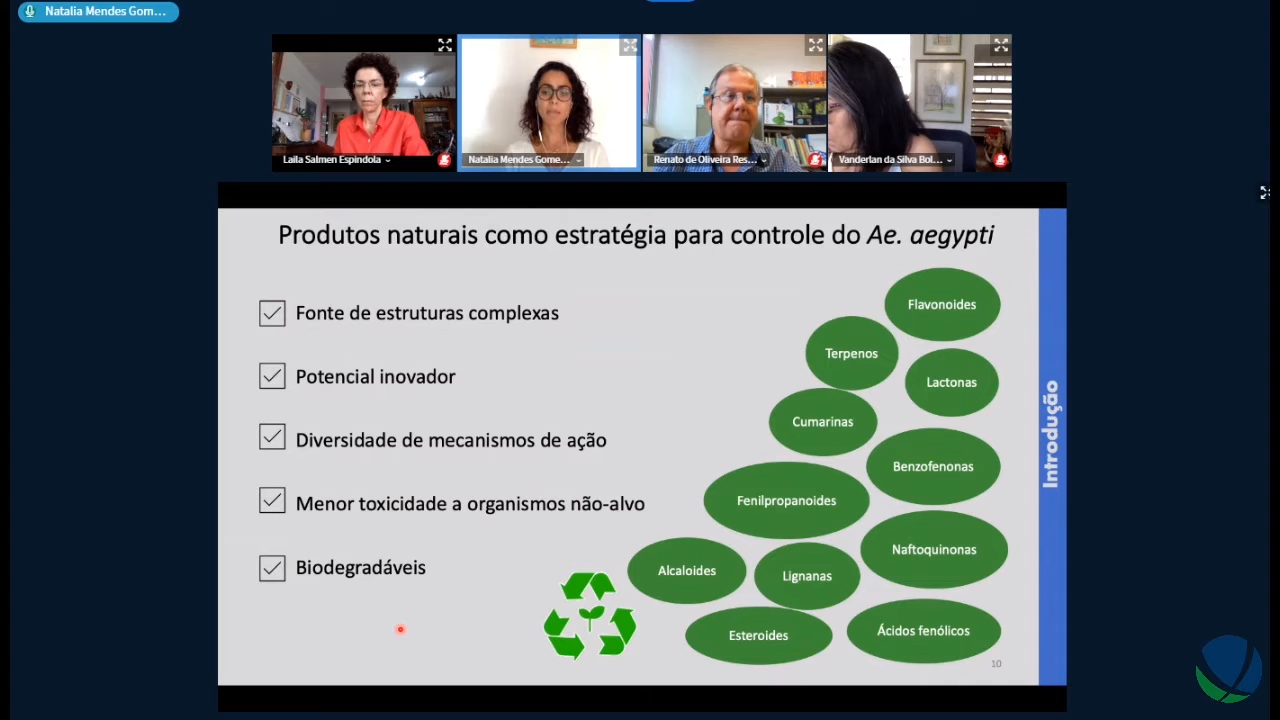 Natalia Mendes Gom...
Laila Salmen Espindola
Natalia Mendes Gome...
Renato de Oliveira Res...
Vanderlan da Silva Bol...
Produtos naturais como estratégia para controle do Ae. aegypti
Fonte de estruturas complexas
Potencial inovador
Diversidade de mecanismos de ação
Menor toxicidade a organismos não-alvo
Biodegradáveis
Flavonoides
Terpenos
Lactonas
Cumarinas
Benzofenonas
Fenilpropanoides
Naftoquinonas
Alcaloides
Lignanas
Esteroides
Ácidos fenólicos
Introdução
10